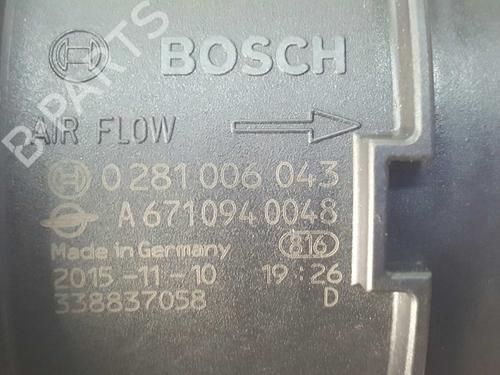 BOSCH
AIR FLOW
0 281 006 043
A 671 094 0048
Made in Germany 816
2015-11-10 19:26
338837058 D
B-PARTS